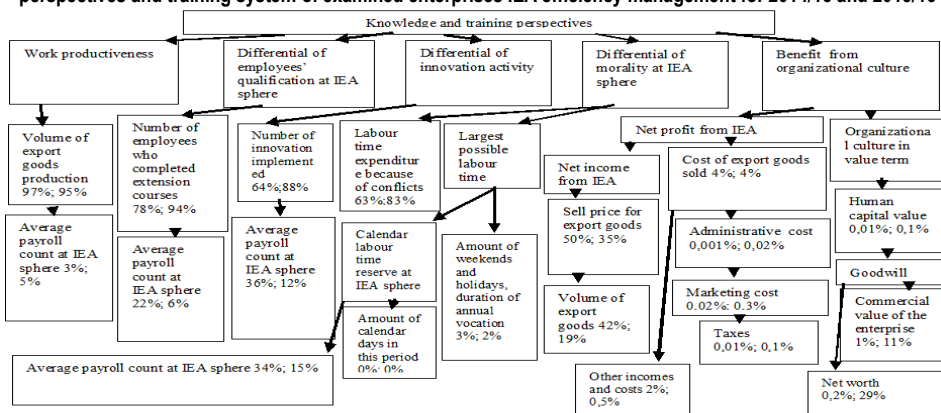 perspectives and training system of examined enterprises IEA efficiency management for 2014/15 and 2015/16
Knowledge and training perspectives
Work productiveness
Differential of
employees'
qualification at IEA
sphere
Differential of
innovation activity
Differential of
morality at IEA
sphere
Benefit from
organizational culture
Volume of
export
goods
production
97%; 95%
Number of
employees
who
completed
extension
courses
78%; 94%
Number of
innovation
implement
ed
64%;88%
Labour
time
expenditur
e because
of conflicts
63%;83%
Largest
possible
labour
time
Net profit from IEA
Organizationa
l culture in
value term
Net income
from IEA
Cost of export goods
sold 4%; 4%
Human
capital value
0,01%; 0,1%
Average
payroll
count at IEA
sphere 3%;
5%
Average
payroll
count at
IEA sphere
22%; 6%
Average
payroll
count at
IEA sphere
36%; 12%
Calendar
labour
time
reserve at
IEA sphere
Amount of
weekends
and
holidays,
duration of
annual
vocation
3%; 2%
Sell price for
export goods
50%; 35%
Administrative cost
0,001%; 0,02%
Goodwill
Volume of
export
goods 42%;
19%
Marketing cost
0.02%; 0.3%
Commercial
value of the
enterprise
1%; 11%
Amount of
calendar
days in
this period
0%; 0%
Taxes
0,01%; 0,1%
Average payroll count at IEA sphere 34%; 15%
Other incomes
and costs 2%;
0,5%
Net worth
0,2%; 29%